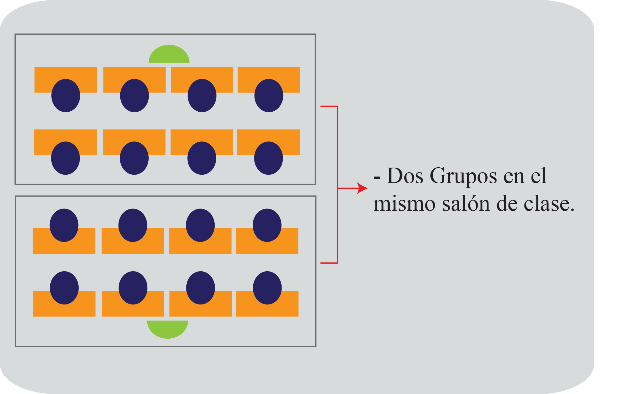 - Dos Grupos en el
mismo salón de clase.